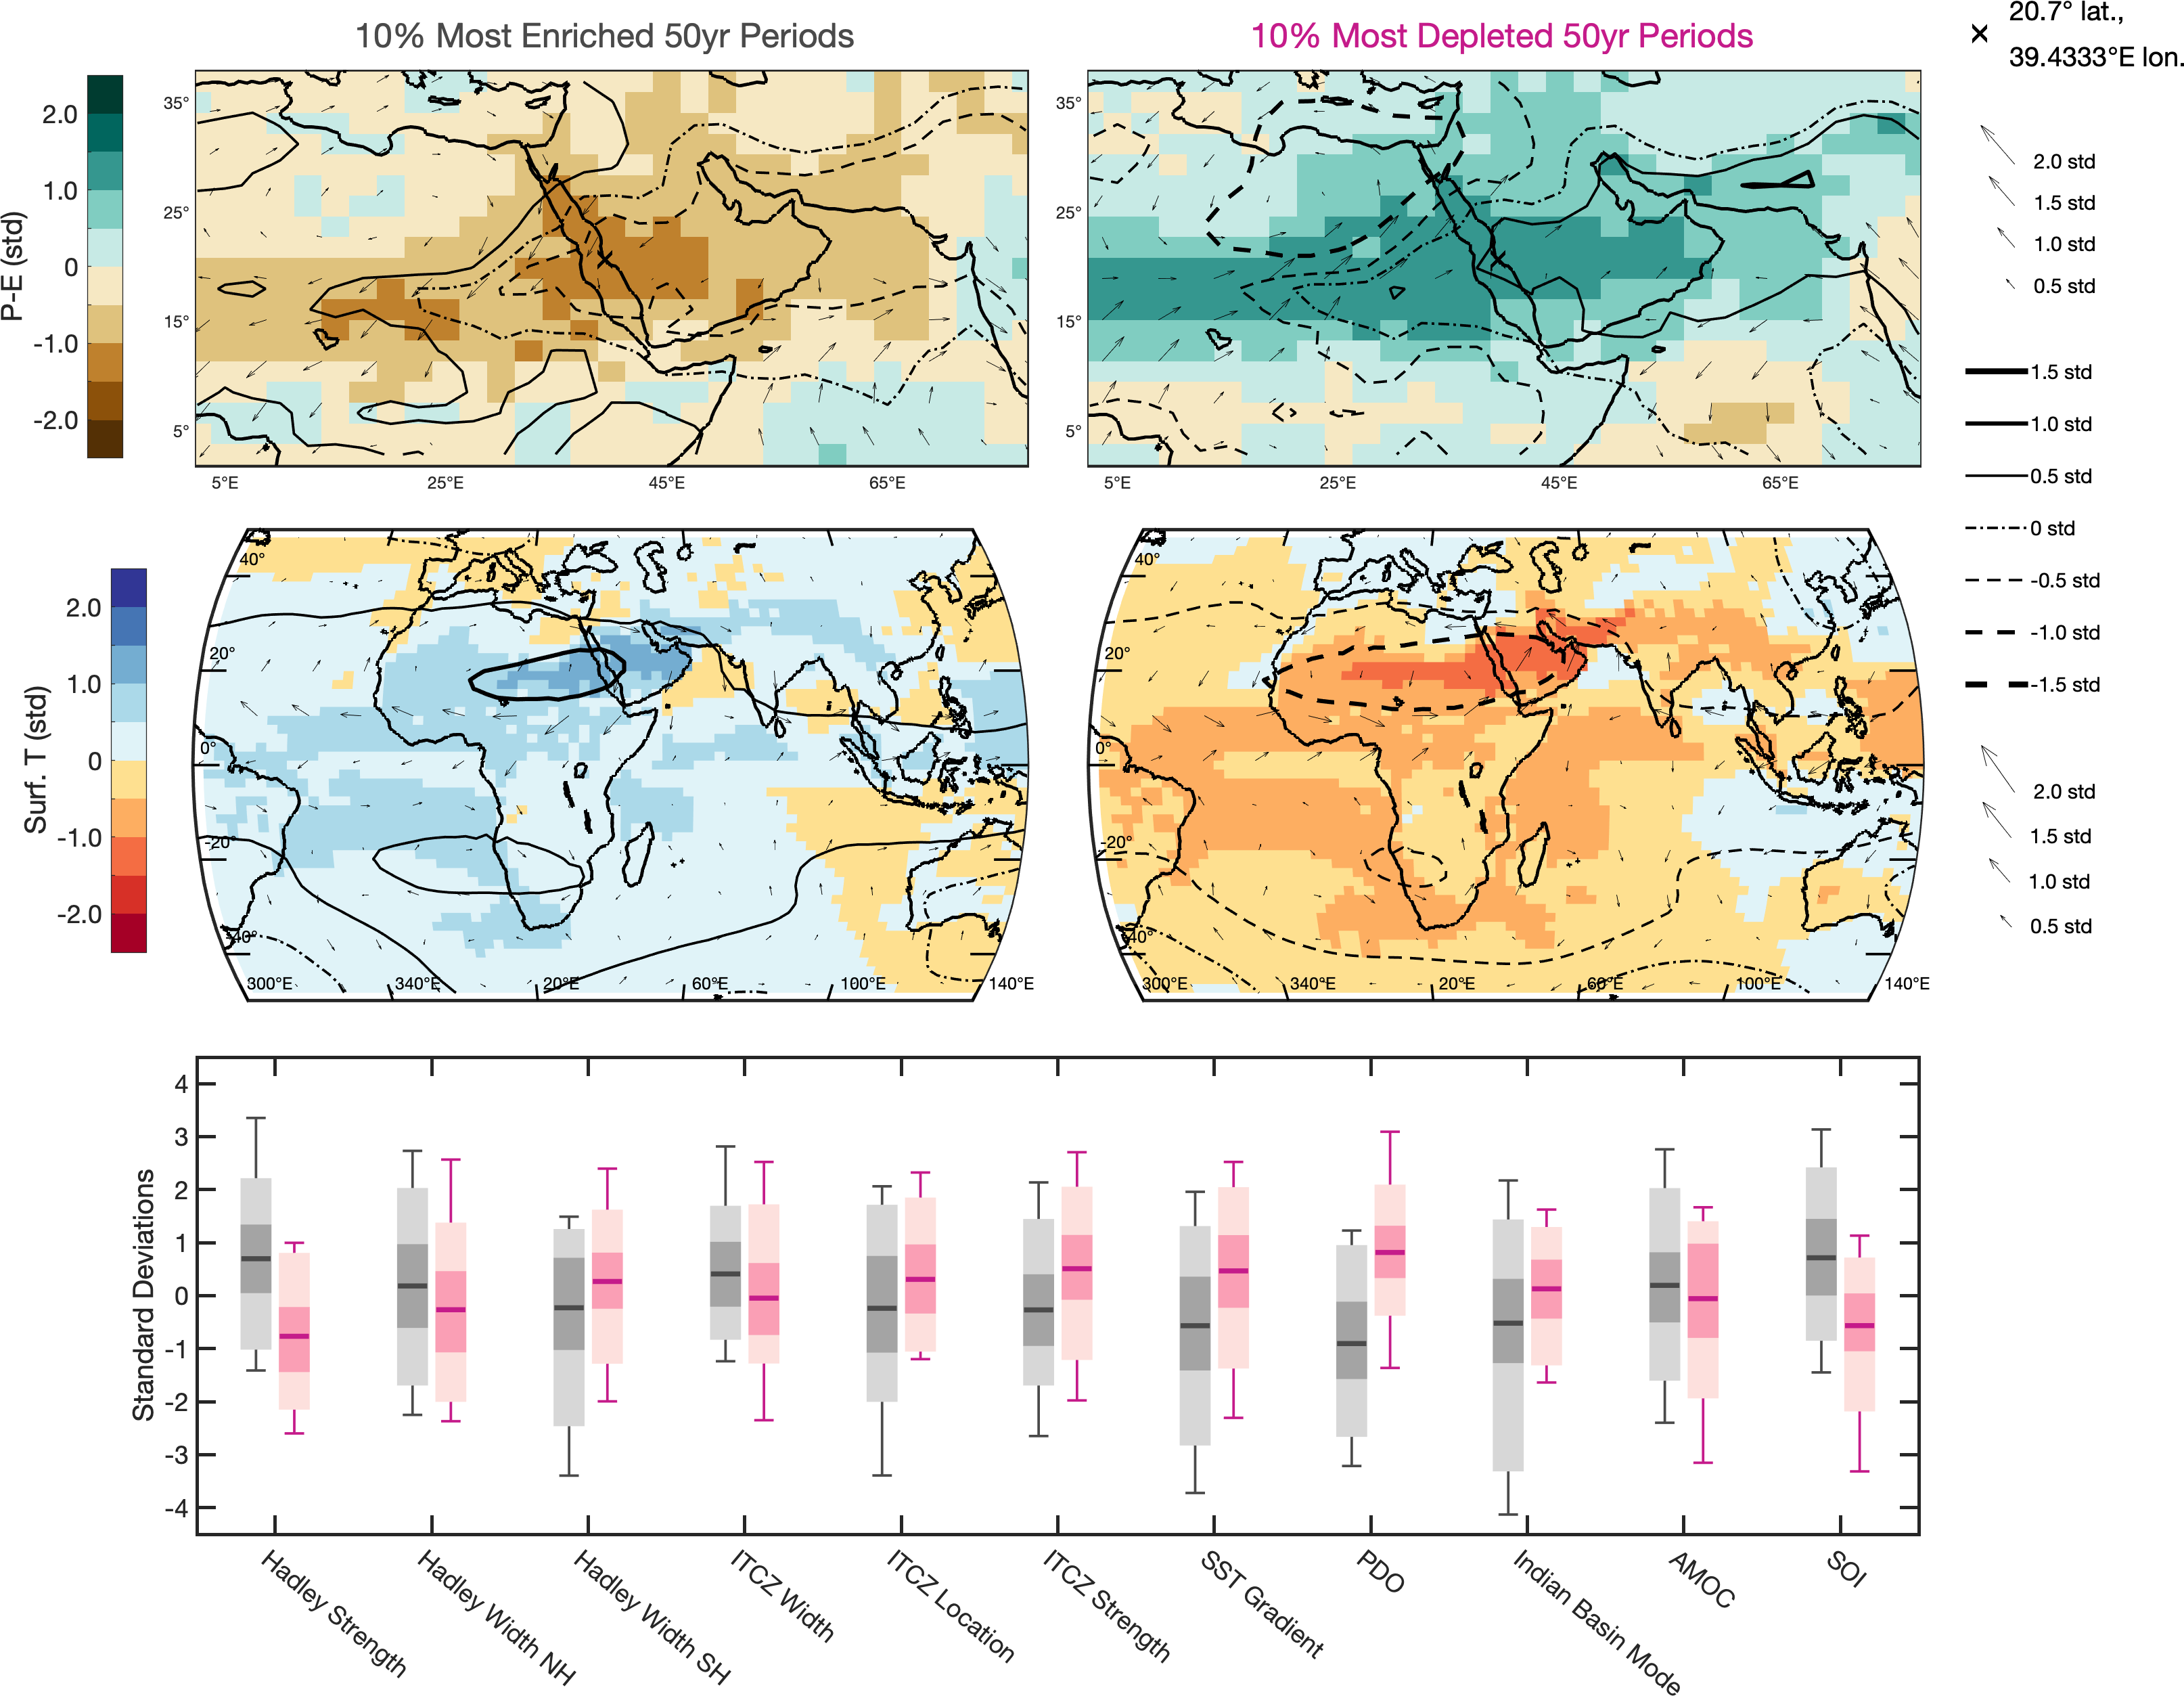 10% Most Enriched 50yr Periods
10% Most Depleted 50yr Periods
20.7° lat.,
39.4333°E lon.
P-E (std)
2.0
1.0
0
-1.0
-2.0
35°
25°
15°
5°
5°E
25°E
45°E
65°E
35°
25°
15°
5°
5°E
25°E
45°E
65°E
2.0 std
1.5 std
1.0 std
0.5 std
1.5 std
1.0 std
0.5 std
0 std
-0.5 std
-1.0 std
-1.5 std
2.0 std
1.5 std
1.0 std
0.5 std
Surf. T (std)
2.0
1.0
0
-1.0
-2.0
40°
20°
0°
-20°
-40°
300°E
340°E
20°E
60°E
100°E
140°E
40°
20°
0°
-20°
-40°
300°E
340°E
20°E
60°E
100°E
140°E
Standard Deviations
4
3
2
1
0
-1
-2
-3
-4
Hadley Strength
Hadley Width NH
Hadley Width SH
ITCZ Width
ITCZ Location
ITCZ Strength
SST Gradient
PDO
Indian Basin Mode
AMOC
SOI